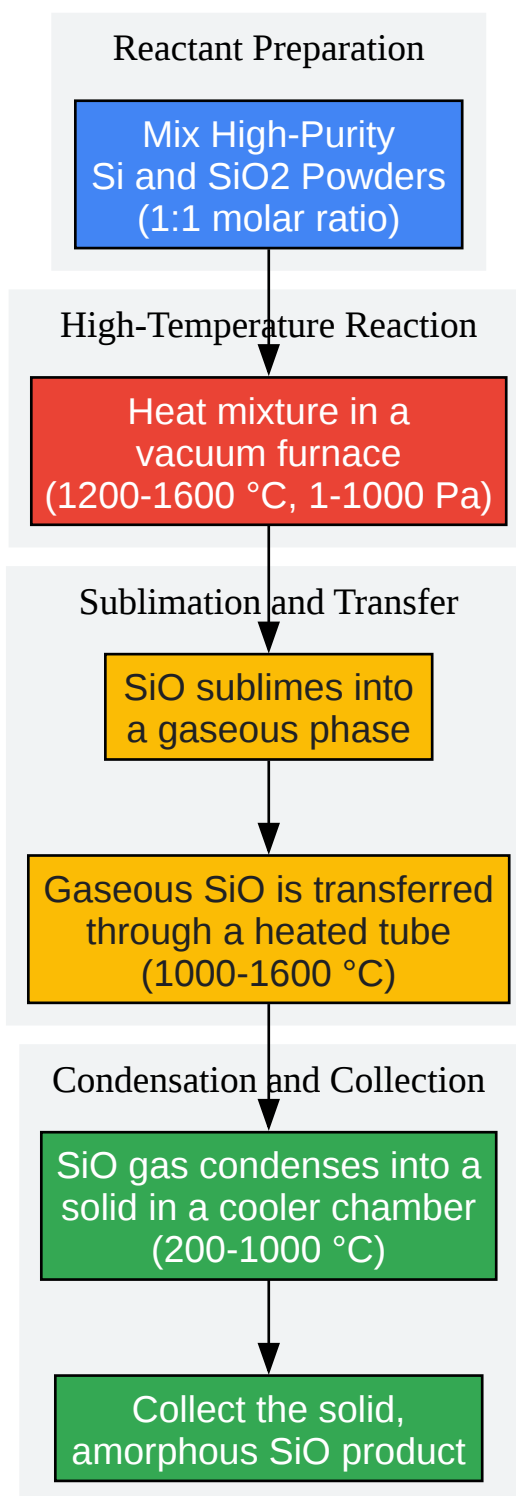 Reactant Preparation
Mix High-Purity
Si and SiO2 Powders
(1:1 molar ratio)
High-Temperature Reaction
Heat mixture in a
vacuum furnace
(1200-1600 °C, 1-1000 Pa)
Sublimation and Transfer
SiO sublimes into
a gaseous phase
Gaseous SiO is transferred
through a heated tube
(1000-1600 °C)
Condensation and Collection
SiO gas condenses into a
solid in a cooler chamber
(200-1000 °C)
Collect the solid,
amorphous SiO product